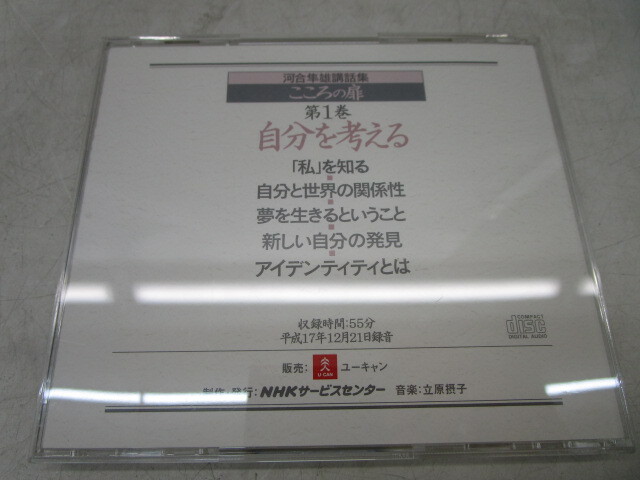 河合隼雄講話集
こころの扉
第1巻
自分を考える
「私」を知る
自分と世界の関係性
夢を生きるということ
新しい自分の発見
アイデンティティとは
収録時間:55分
平成17年12月21日録音
COMPACT
disc
DIGITAL AUDIO
販売: U CAN ユーキャン
制作・発行:NHKサービスセンター 音楽:立原摂子